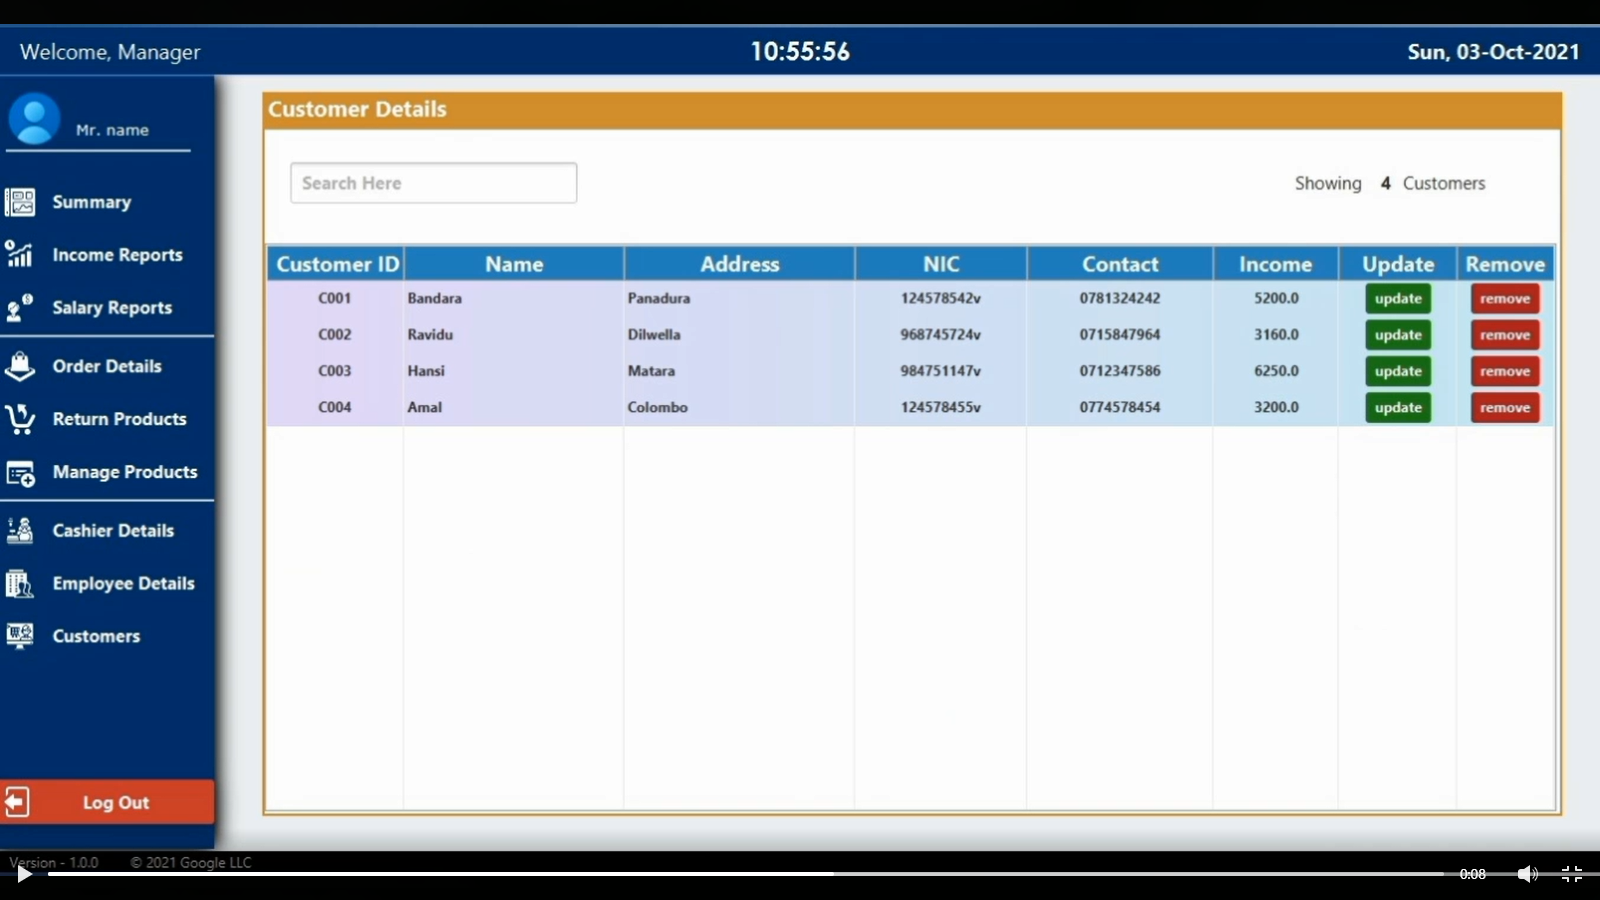 Welcome, Manager 10:55:56 Sun, 03-Oct-2021
Mr. name
Summary
Income Reports
Salary Reports
Order Details
Return Products
Manage Products
Cashier Details
Employee Details
Customers
Log Out
Customer Details
Search Here Showing 4 Customers
Customer ID Name Address NIC Contact Income Update Remove
C001 Bandara Panadura 124578542v 0781324242 5200.0 update remove
C002 Ravidu Dilwella 968745724v 0715847964 3160.0 update remove
C003 Hansi Matara 984751147v 0712347586 6250.0 update remove
C004 Amal Colombo 124578455v 0774578454 3200.0 update remove
Version - 1.0.0 © 2021 Google LLC
0:08